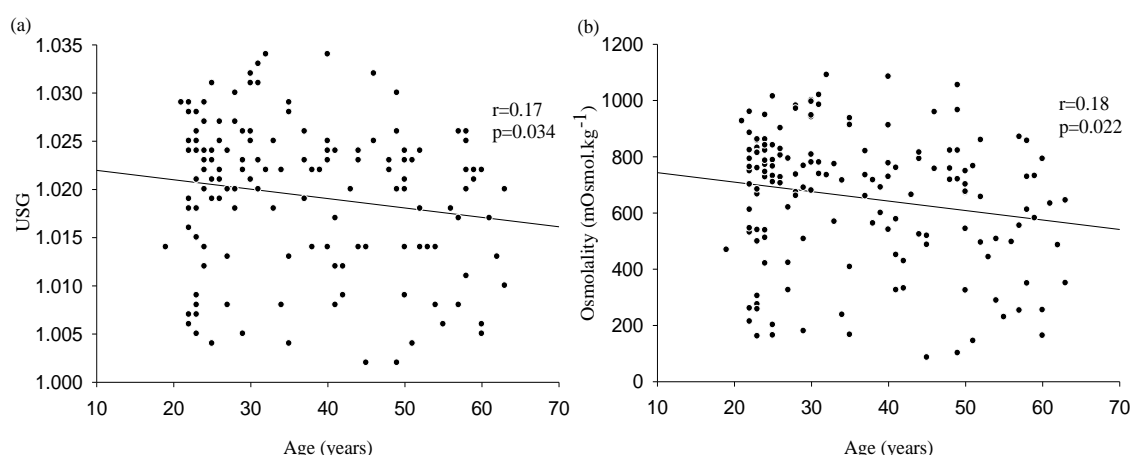 (a)
1.035
1.030
1.025
1.020
1.015
1.010
1.005
1.000
USG
r=0.17
p=0.034
10 20 30 40 50 60 70
Age (years)
(b)
1200
1000
800
600
400
200
0
Osmolality (mOsmol.kg⁻¹)
r=0.18
p=0.022
10 20 30 40 50 60 70
Age (years)